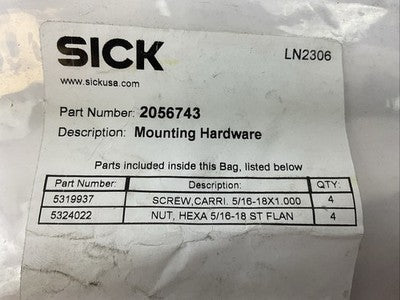 SICK
LN2306
www.sickusa.com
Part Number: 2056743
Description: Mounting Hardware
Parts included inside this Bag, listed below
Part Number: Description: QTY:
5319937 SCREW,CARRI. 5/16-18X1.000 4
5324022 NUT, HEXA 5/16-18 ST FLAN 4